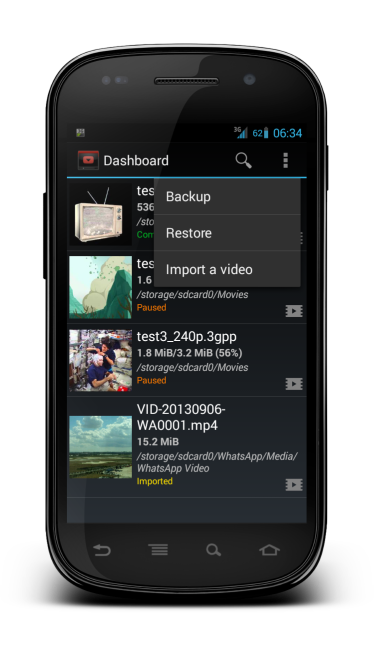 3G 62 06:34
Dashboard
tes
536
/sto
Com
Backup
Restore
Import a video
tes
1.6
/storage/sdcard0/Movies
Paused
test3_240p.3gpp
1.8 MiB/3.2 MiB (56%)
/storage/sdcard0/Movies
Paused
VID-20130906-
WA0001.mp4
15.2 MiB
/storage/sdcard0/WhatsApp/Media/
WhatsApp Video
Imported